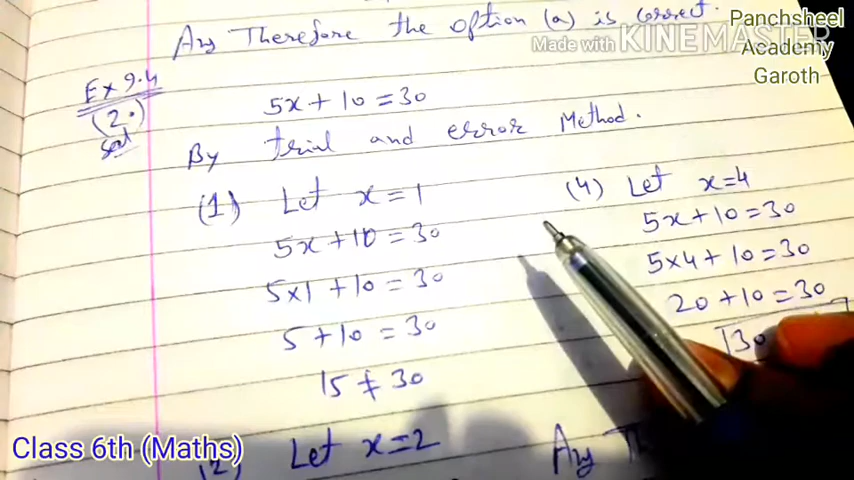 Ans Therefore the option (a) is correct.
Panchsheel
Academy
Garoth
Made with KINEMASTER
Ex 9.4
(2.)
Sol
5x + 10 = 30
By trial and error Method.
(1) Let x = 1
5x + 10 = 30
5x1 + 10 = 30
5 + 10 = 30
15 ≠ 30
(2) Let x = 2
(4) Let x = 4
5x + 10 = 30
5x4 + 10 = 30
20 + 10 = 30
30
Ans
Class 6th (Maths)